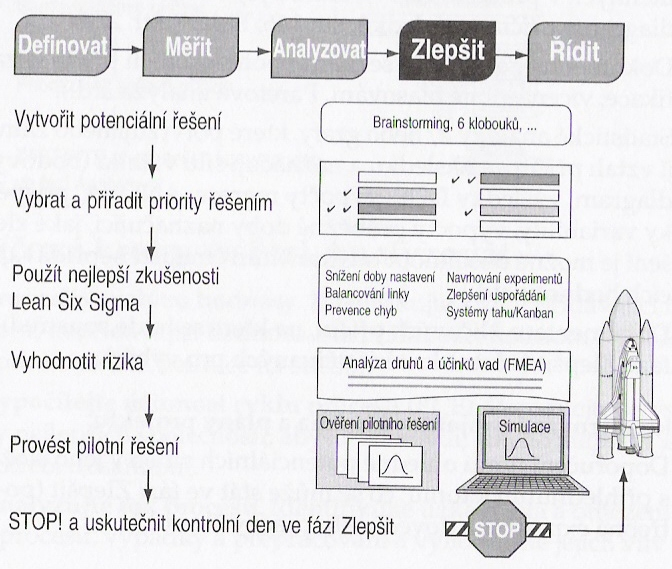 Definovat
Měřit
Analyzovat
Zlepšit
Řídit
Vytvořit potenciální řešení
Brainstorming, 6 klobouků, ...
Vybrat a přiřadit priority řešením
Použít nejlepší zkušenosti
Lean Six Sigma
Snížení doby nastavení
Balancování linky
Prevence chyb
Navrhování experimentů
Zlepšení uspořádání
Systémy tahu/Kanban
Vyhodnotit rizika
Analýza druhů a účinků vad (FMEA)
Provést pilotní řešení
Ověření pilotního řešení
Simulace
STOP! a uskutečnit kontrolní den ve fázi Zlepšit
STOP